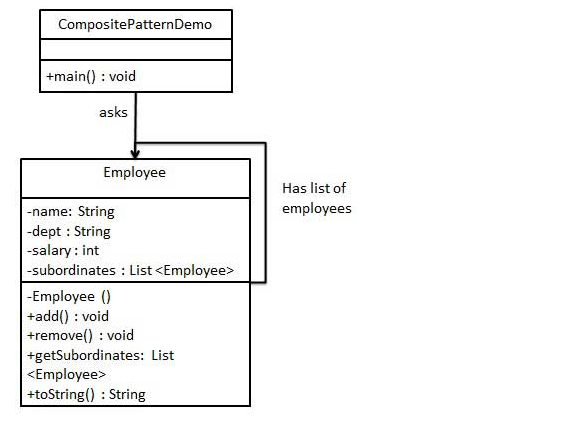 CompositePatternDemo
+main() : void
asks
Employee
-name: String
-dept : String
-salary : int
-subordinates : List <Employee>
Has list of
employees
-Employee ()
+add() : void
+remove() : void
+getSubordinates: List
<Employee>
+toString() : String